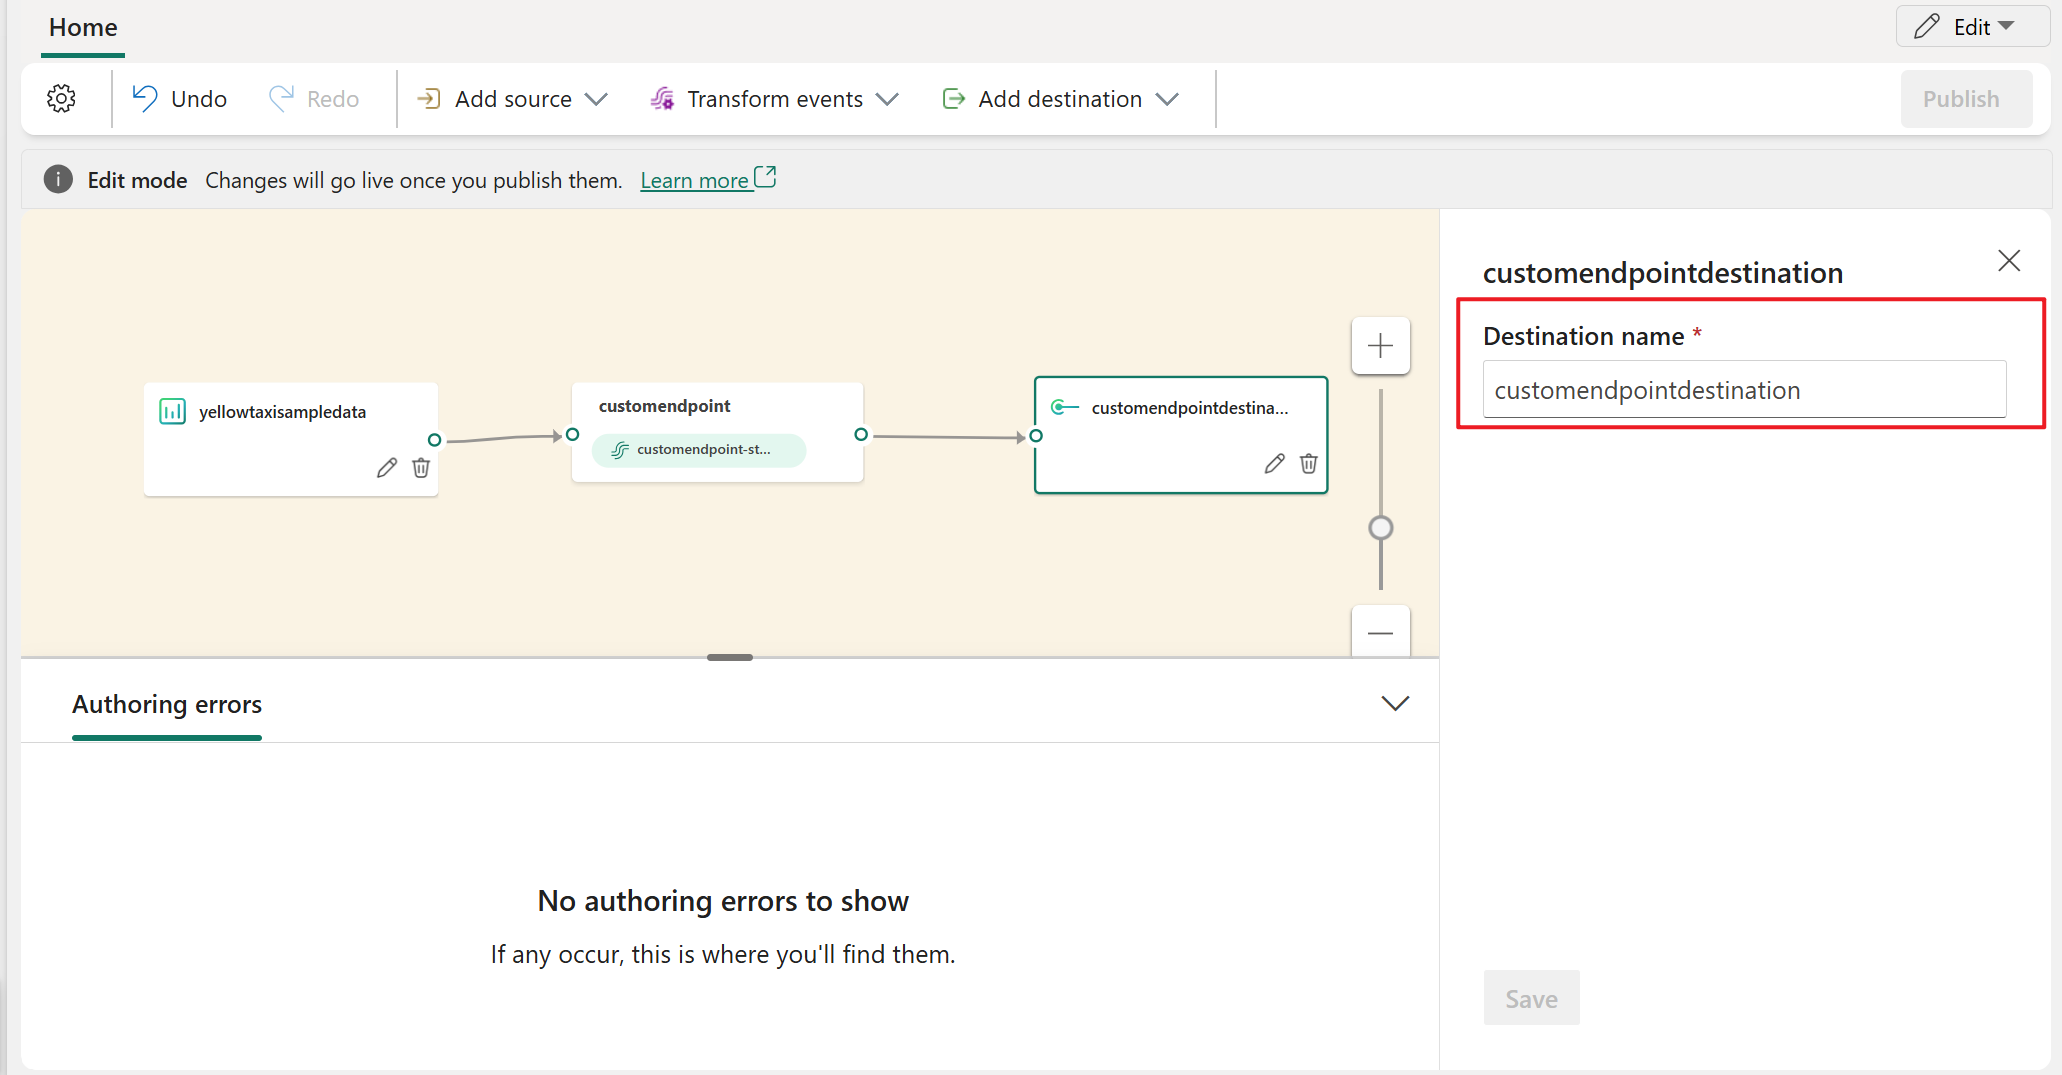 Home
Edit
Undo
Redo
Add source
Transform events
Add destination
Publish
Edit mode Changes will go live once you publish them. Learn more
yellowtaxisampledata
customendpoint
customendpoint-st...
customendpointdestina...
customendpointdestination
Destination name *
customendpointdestination
Authoring errors
No authoring errors to show
If any occur, this is where you'll find them.
Save